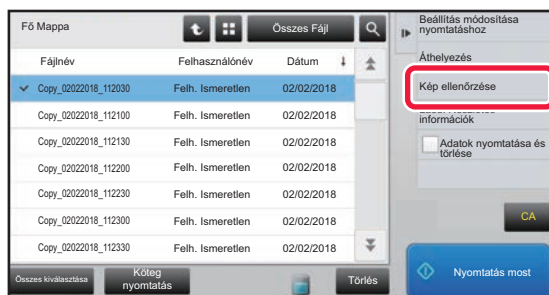 Fő Mappa
Összes Fájl
Fájlnév Felhasználónév Dátum
Copy_02022018_112030 Felh. Ismeretlen 02/02/2018
Copy_02022018_112100 Felh. Ismeretlen 02/02/2018
Copy_02022018_112130 Felh. Ismeretlen 02/02/2018
Copy_02022018_112200 Felh. Ismeretlen 02/02/2018
Copy_02022018_112230 Felh. Ismeretlen 02/02/2018
Copy_02022018_112300 Felh. Ismeretlen 02/02/2018
Copy_02022018_112330 Felh. Ismeretlen 02/02/2018
Összes kiválasztása
Köteg
nyomtatás
Törlés
Beállítás módosítása
nyomtatáshoz
Áthelyezés
Kép ellenőrzése
információk
Adatok nyomtatása és
törlése
CA
Nyomtatás most